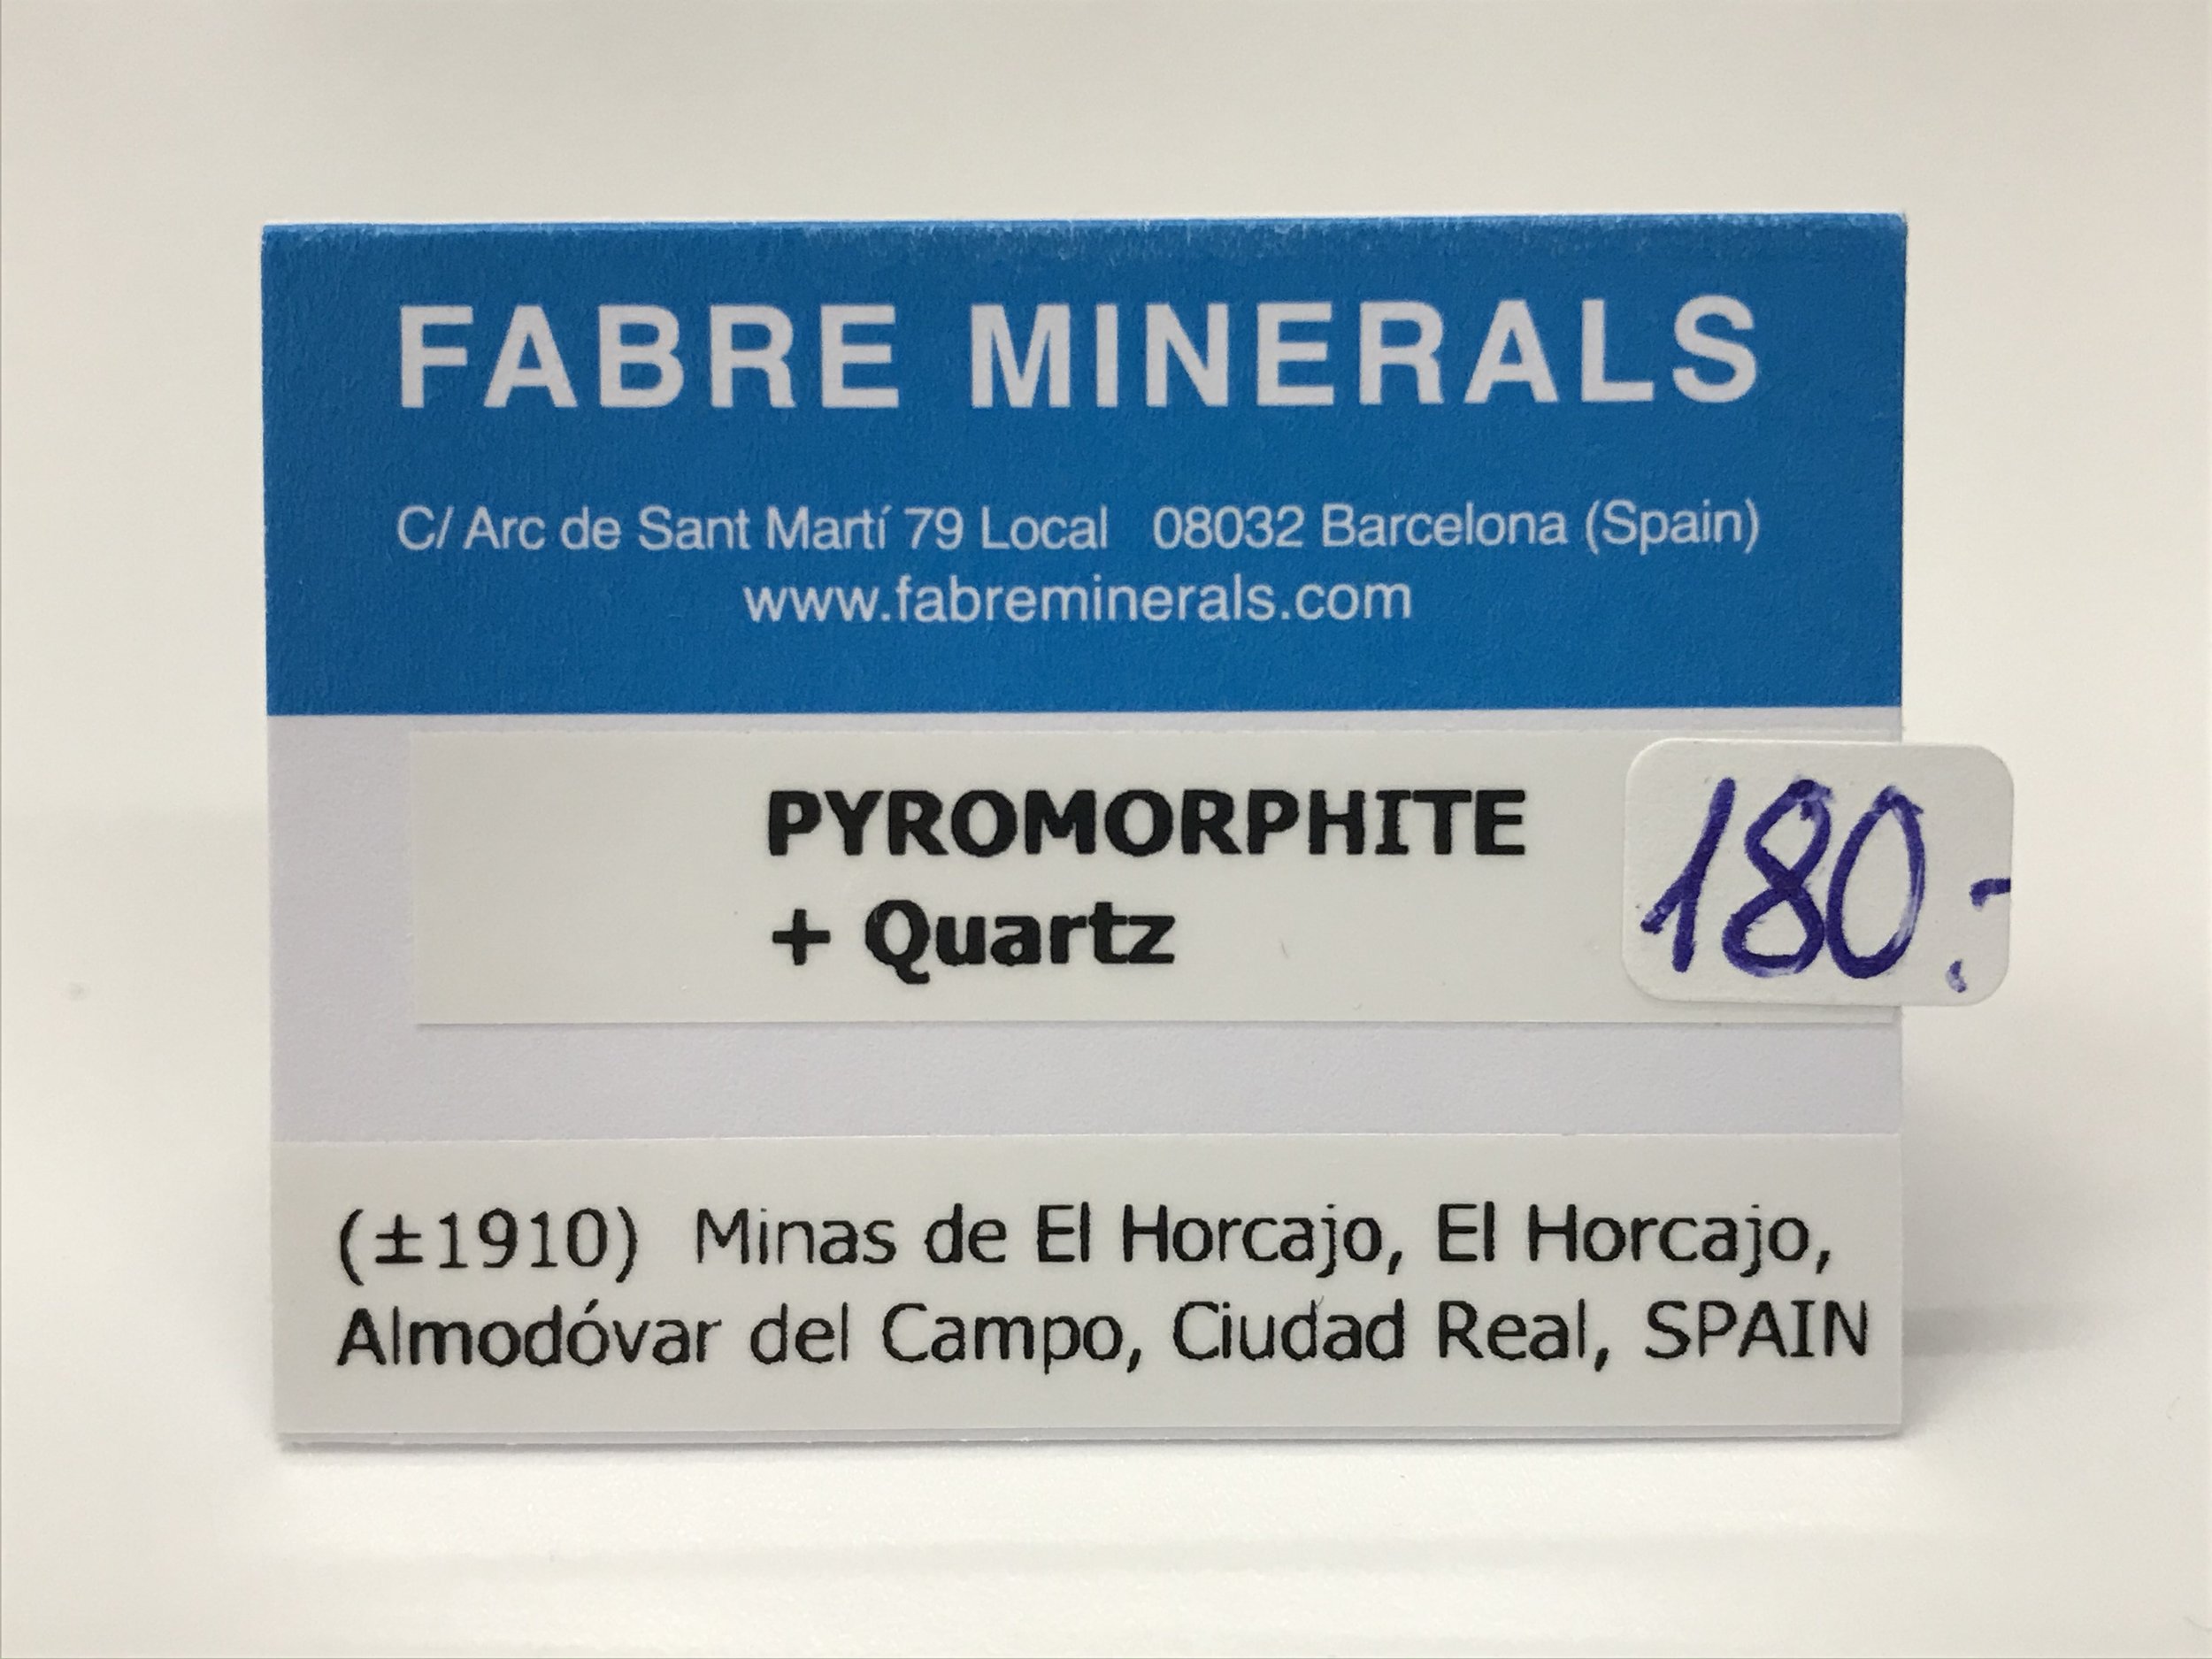 FABRE MINERALS
C/ Arc de Sant Martí 79 Local 08032 Barcelona (Spain)
www.fabreminerals.com
PYROMORPHITE
+ Quartz
180.-
(±1910) Minas de El Horcajo, El Horcajo,
Almodóvar del Campo, Ciudad Real, SPAIN